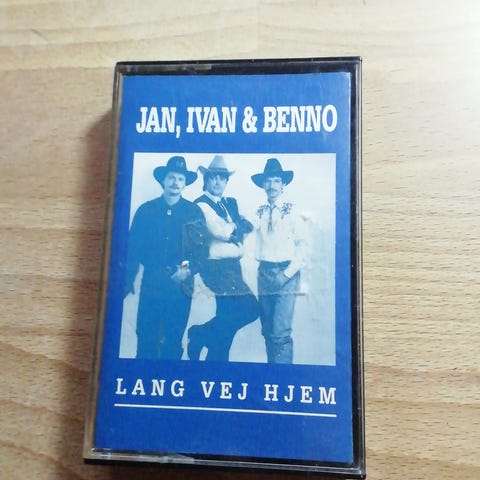 JAN, IVAN & BENNO
LANG VEJ HJEM